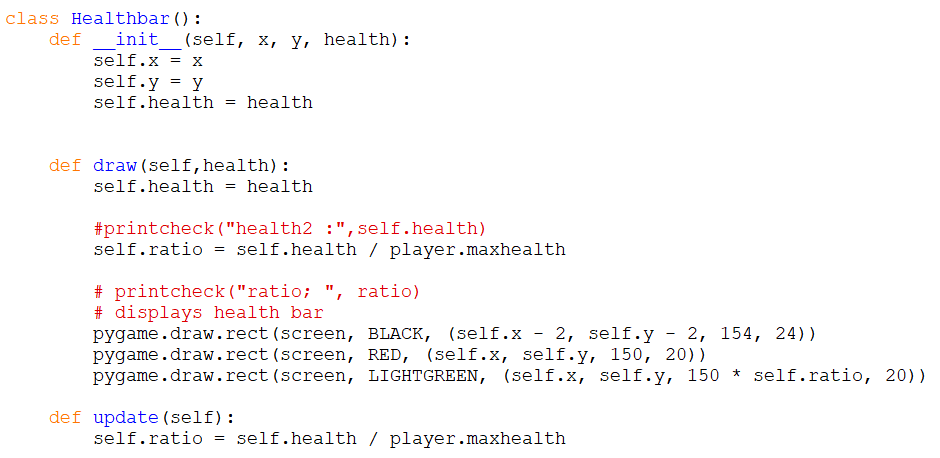 class Healthbar():
    def __init__(self, x, y, health):
        self.x = x
        self.y = y
        self.health = health
    def draw(self,health):
        self.health = health
        #printcheck("health2 :",self.health)
        self.ratio = self.health / player.maxhealth
        # printcheck("ratio; ", ratio)
        # displays health bar
        pygame.draw.rect(screen, BLACK, (self.x - 2, self.y - 2, 154, 24))
        pygame.draw.rect(screen, RED, (self.x, self.y, 150, 20))
        pygame.draw.rect(screen, LIGHTGREEN, (self.x, self.y, 150 * self.ratio, 20))
    def update(self):
        self.ratio = self.health / player.maxhealth